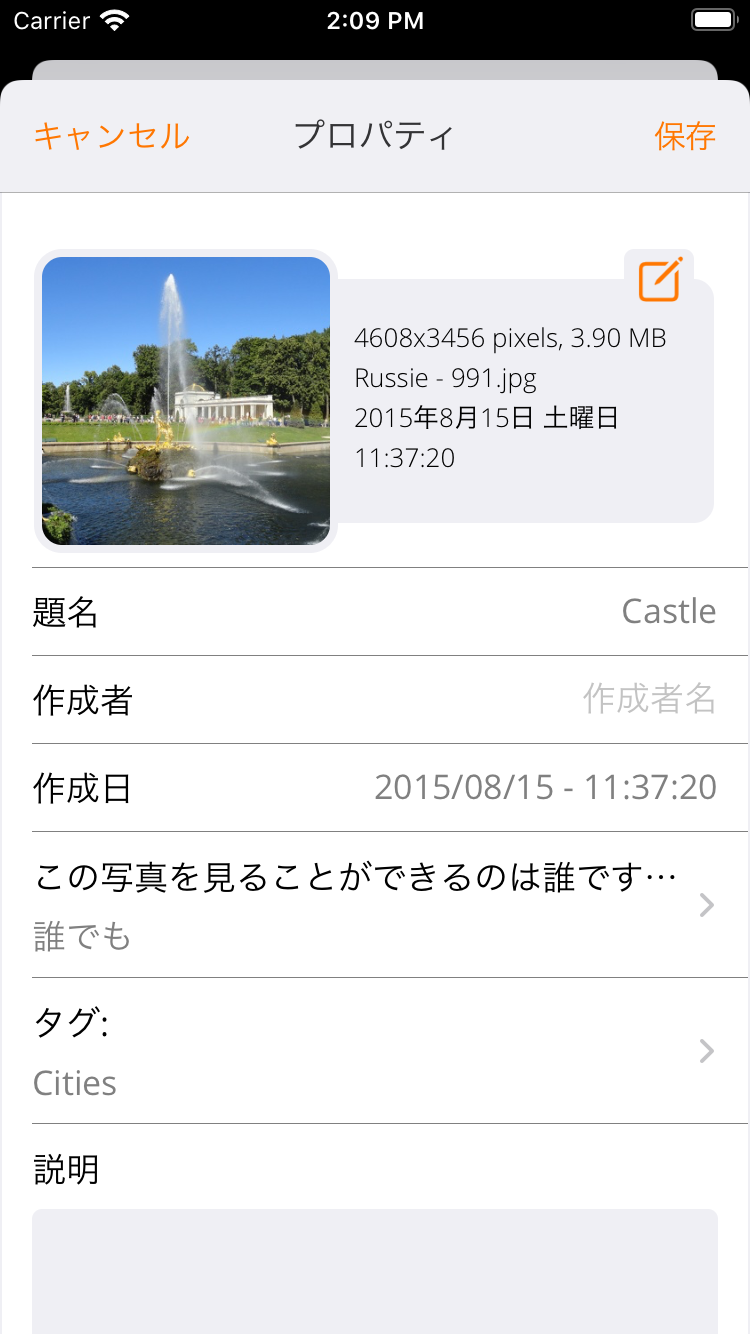 Carrier 2:09 PM
キャンセル プロパティ 保存
4608x3456 pixels, 3.90 MB
Russie - 991.jpg
2015年8月15日 土曜日
11:37:20
題名 Castle
作成者 作成者名
作成日 2015/08/15 - 11:37:20
この写真を見ることができるのは誰です…
誰でも
タグ:
Cities
説明